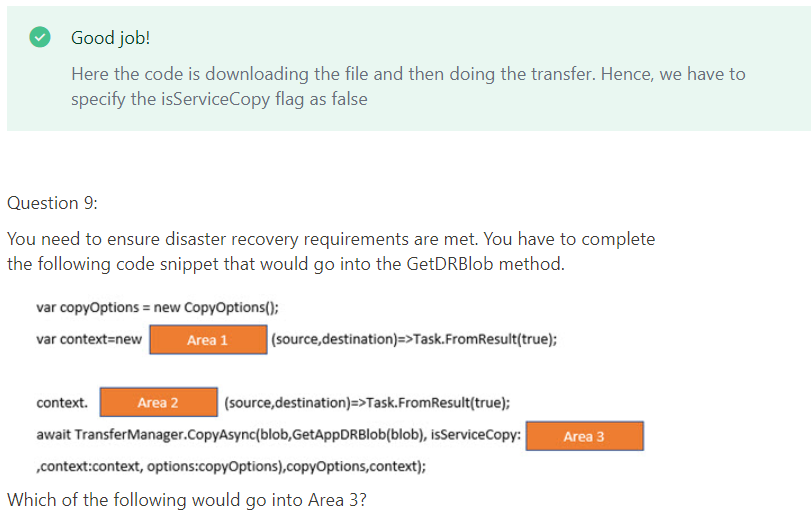 Good job!
Here the code is downloading the file and then doing the transfer. Hence, we have to
specify the isServiceCopy flag as false
Question 9:
You need to ensure disaster recovery requirements are met. You have to complete
the following code snippet that would go into the GetDRBlob method.
var copyOptions = new CopyOptions();
var context=new Area 1 (source,destination)=>Task.FromResult(true);
context. Area 2 (source,destination)=>Task.FromResult(true);
await TransferManager.CopyAsync(blob,GetAppDRBlob(blob), isServiceCopy: Area 3
,context:context, options:copyOptions),copyOptions,context);
Which of the following would go into Area 3?